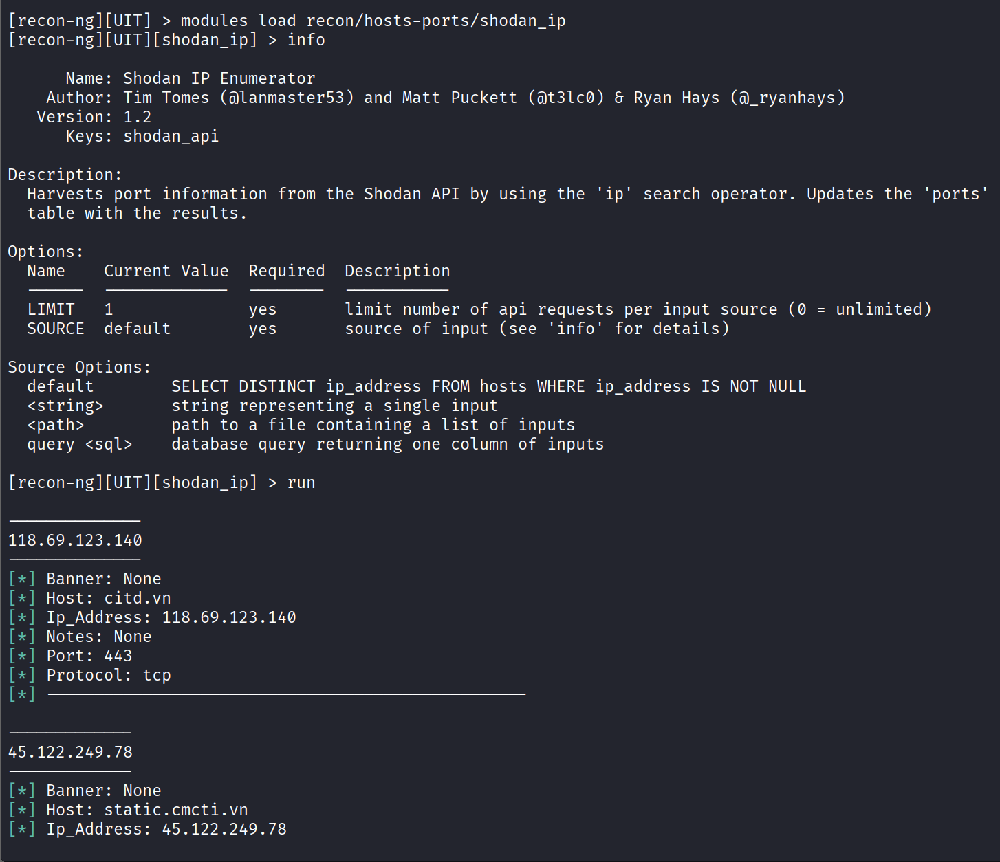 [recon-ng][UIT] > modules load recon/hosts-ports/shodan_ip
[recon-ng][UIT][shodan_ip] > info
Name: Shodan IP Enumerator
Author: Tim Tomes (@lanmaster53) and Matt Puckett (@t3lc0) & Ryan Hays (@_ryanhays)
Version: 1.2
Keys: shodan_api
Description:
Harvests port information from the Shodan API by using the 'ip' search operator. Updates the 'ports'
table with the results.
Options:
Name    Current Value  Required  Description
------  -------------  --------  -----------
LIMIT   1              yes       limit number of api requests per input source (0 = unlimited)
SOURCE  default        yes       source of input (see 'info' for details)
Source Options:
default        SELECT DISTINCT ip_address FROM hosts WHERE ip_address IS NOT NULL
<string>       string representing a single input
<path>         path to a file containing a list of inputs
query <sql>    database query returning one column of inputs
[recon-ng][UIT][shodan_ip] > run
--------------
118.69.123.140
--------------
[*] Banner: None
[*] Host: citd.vn
[*] Ip_Address: 118.69.123.140
[*] Notes: None
[*] Port: 443
[*] Protocol: tcp
[*] --------------------------------------------------
-------------
45.122.249.78
-------------
[*] Banner: None
[*] Host: static.cmcti.vn
[*] Ip_Address: 45.122.249.78